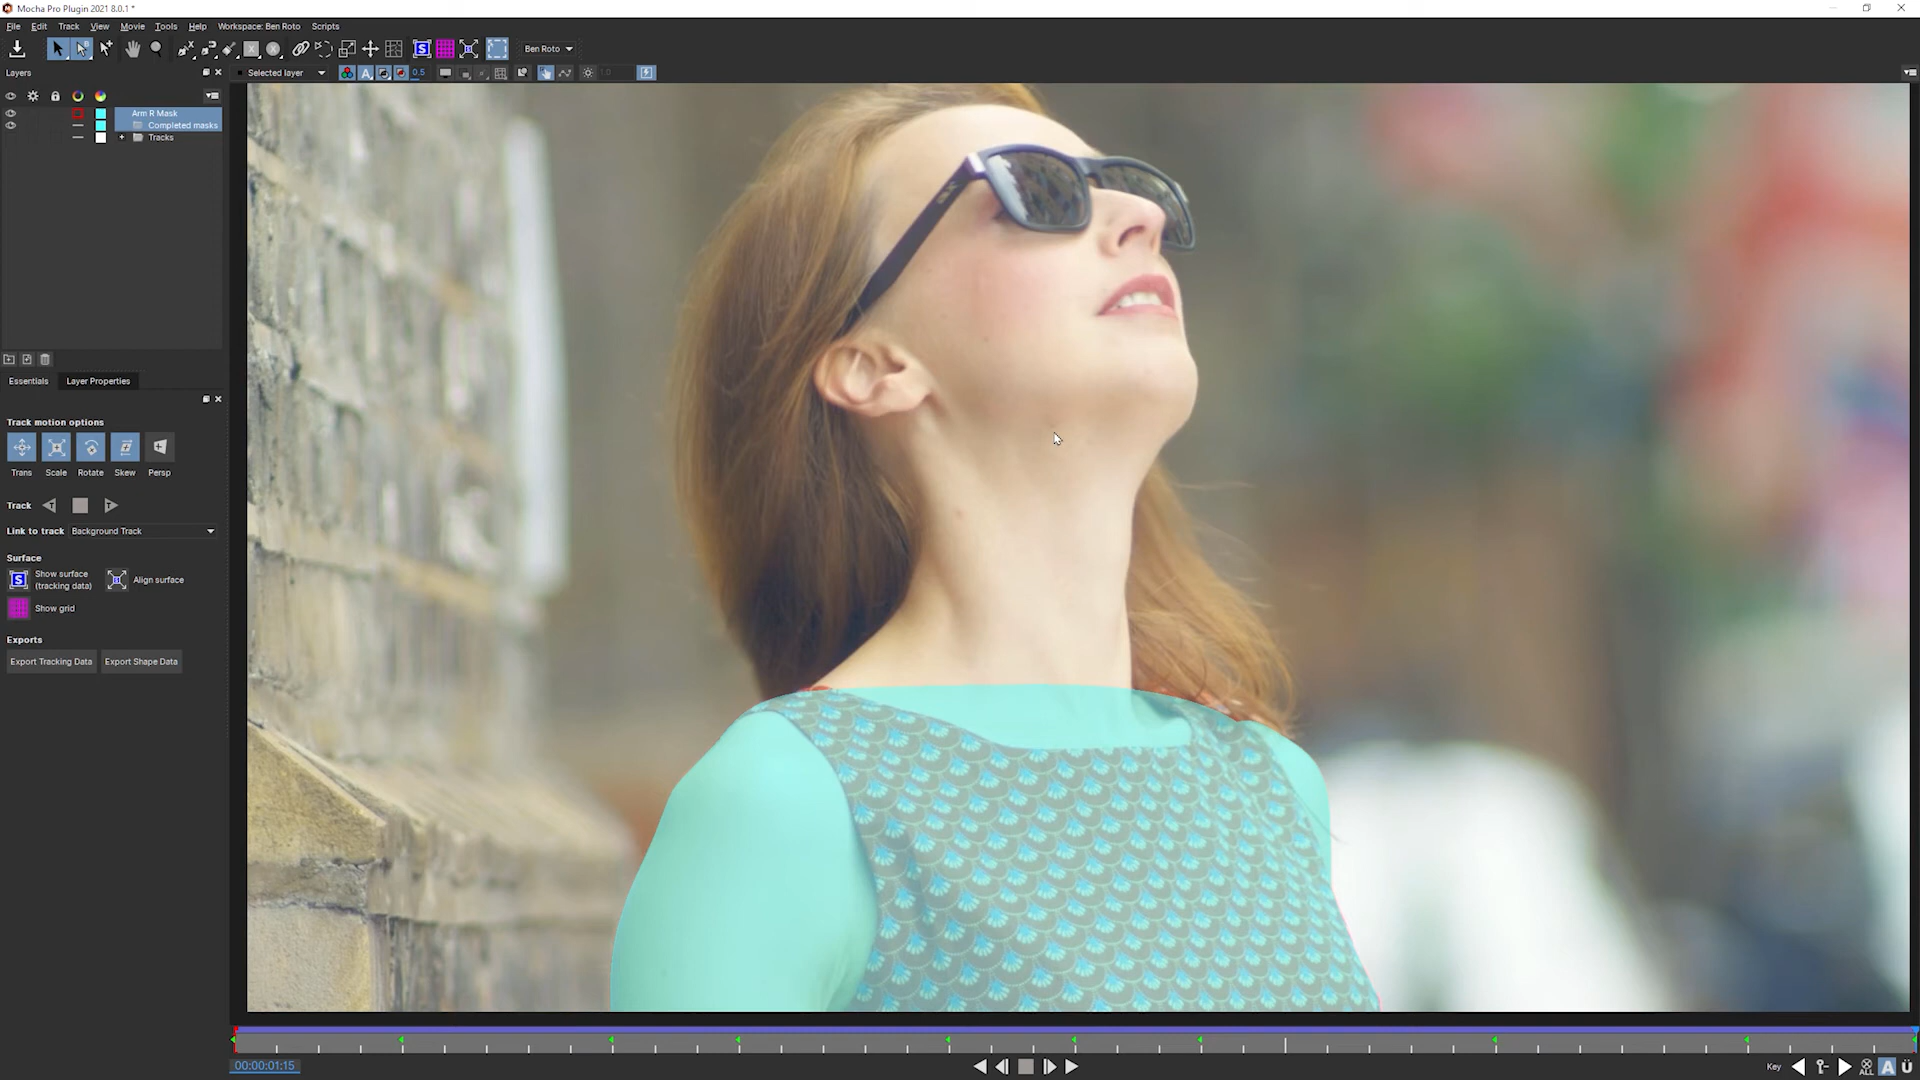 Mocha Pro Plugin 2021 8.0.1 *
File Edit Track View Movie Tools Help Workspace: Ben Roto Scripts
Ben Roto
Layers
Selected layer
0.5
1.0
Arm R Mask
Completed masks
Tracks
Essentials
Layer Properties
Track motion options
Trans Scale Rotate Skew Persp
Track
Link to track Background Track
Surface
Show surface
(tracking data)
Align surface
Show grid
Exports
Export Tracking Data
Export Shape Data
00:00:01:15
Key
ALL
A
Ü